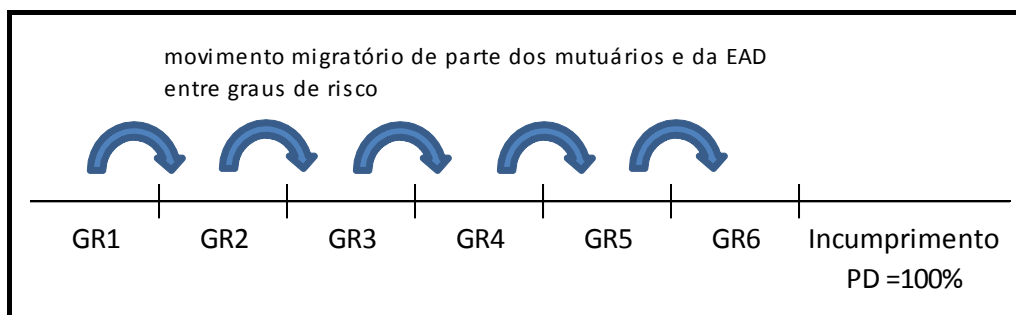 movimento migratório de parte dos mutuários e da EAD
entre graus de risco
GR1 GR2 GR3 GR4 GR5 GR6 Incumprimento
PD =100%